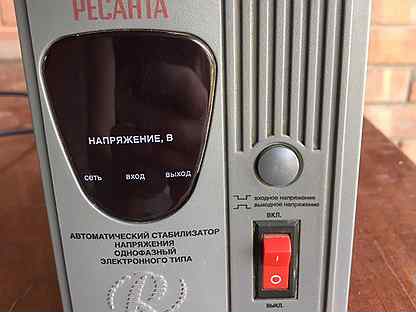 РЕСАНТА
НАПРЯЖЕНИЕ, В
сеть вход выход
входное напряжение
выходное напряжение
ВКЛ.
АВТОМАТИЧЕСКИЙ СТАБИЛИЗАТОР
НАПРЯЖЕНИЯ
ОДНОФАЗНЫЙ
ЭЛЕКТРОННОГО ТИПА
I
O
ВЫКЛ.
R